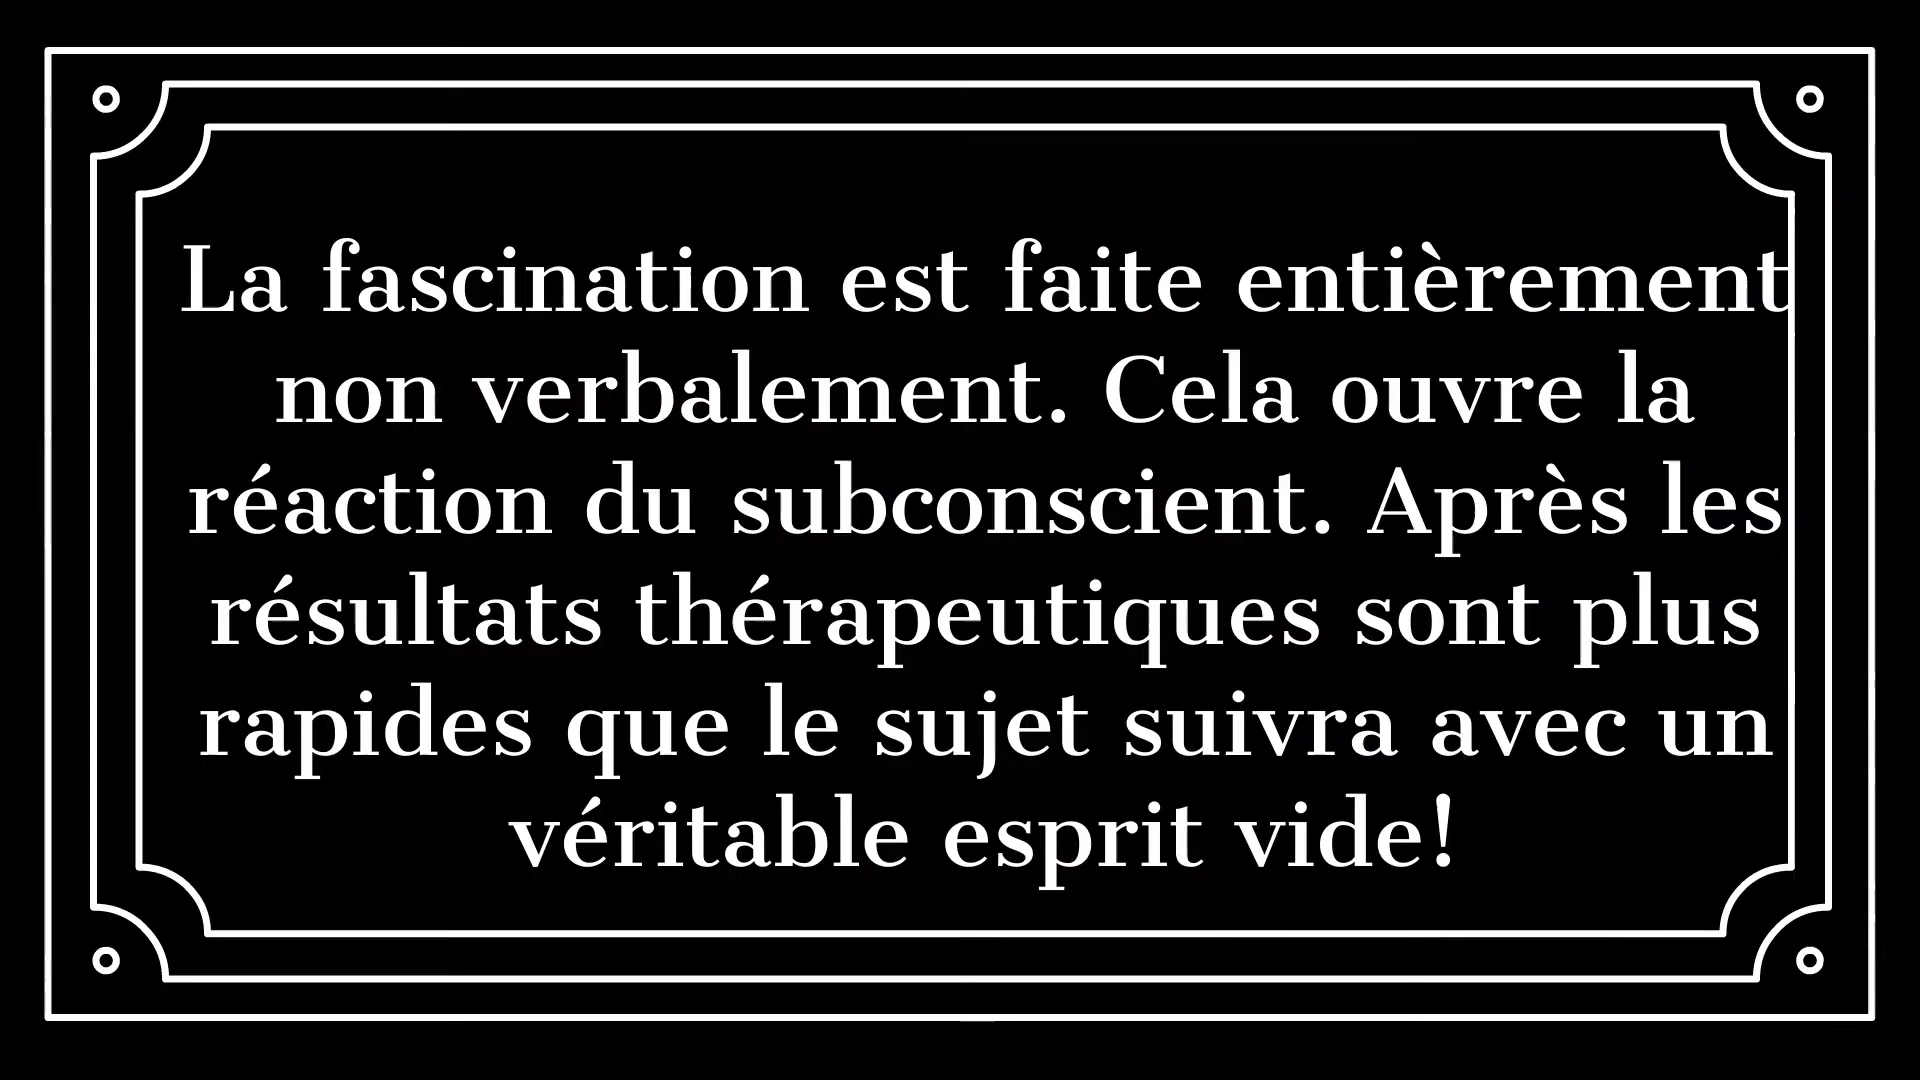 La fascination est faite entièrement
non verbalement. Cela ouvre la
réaction du subconscient. Après les
résultats thérapeutiques sont plus
rapides que le sujet suivra avec un
véritable esprit vide!